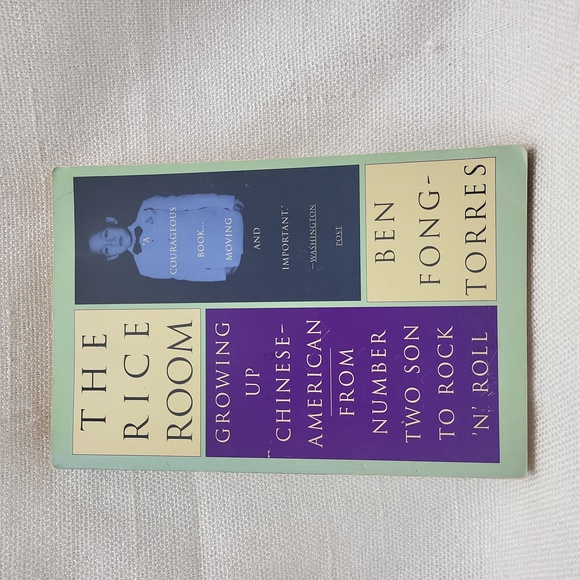 THE
RICE
ROOM
"A
COURAGEOUS
BOOK...
MOVING
AND
IMPORTANT."
—WASHINGTON
POST
GROWING
UP
CHINESE-
AMERICAN
FROM
NUMBER
TWO SON
TO ROCK
'N' ROLL
BEN
FONG-
TORRES